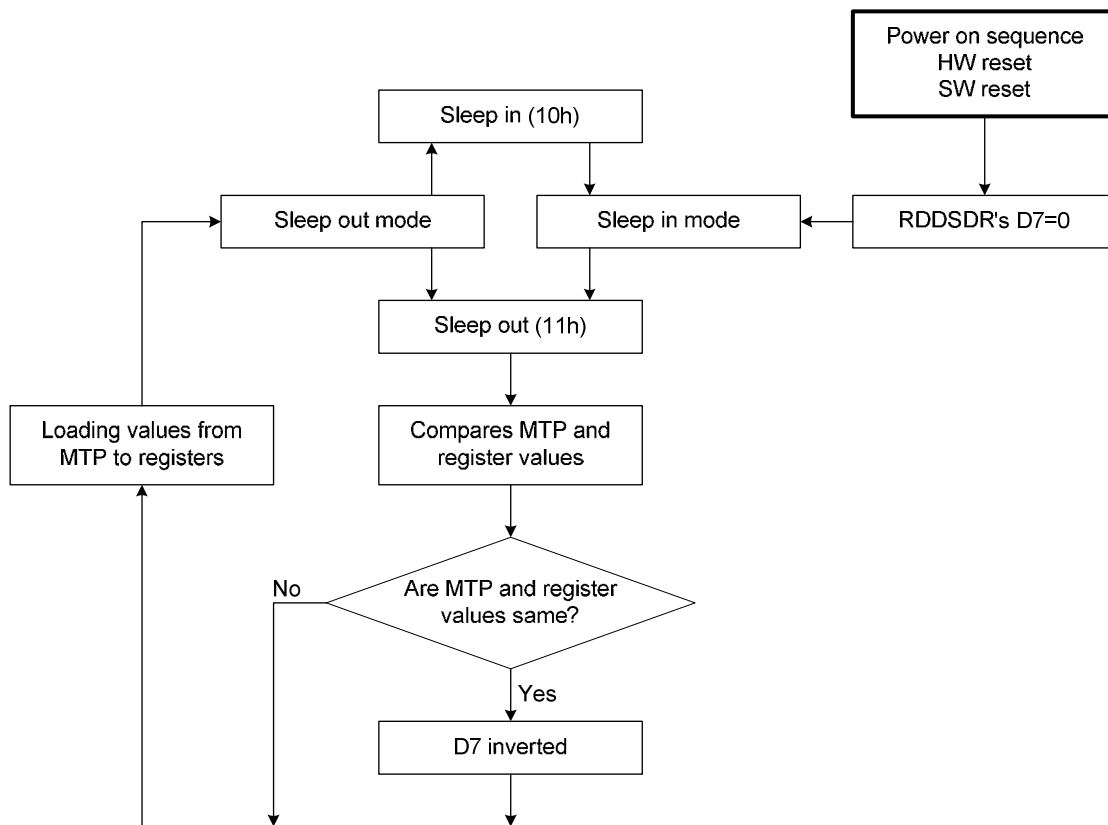 Power on sequence
HW reset
SW reset
Sleep in (10h)
Sleep out mode
Sleep in mode
RDDSDR's D7=0
Sleep out (11h)
Loading values from
MTP to registers
Compares MTP and
register values
No
Are MTP and register
values same?
Yes
D7 inverted